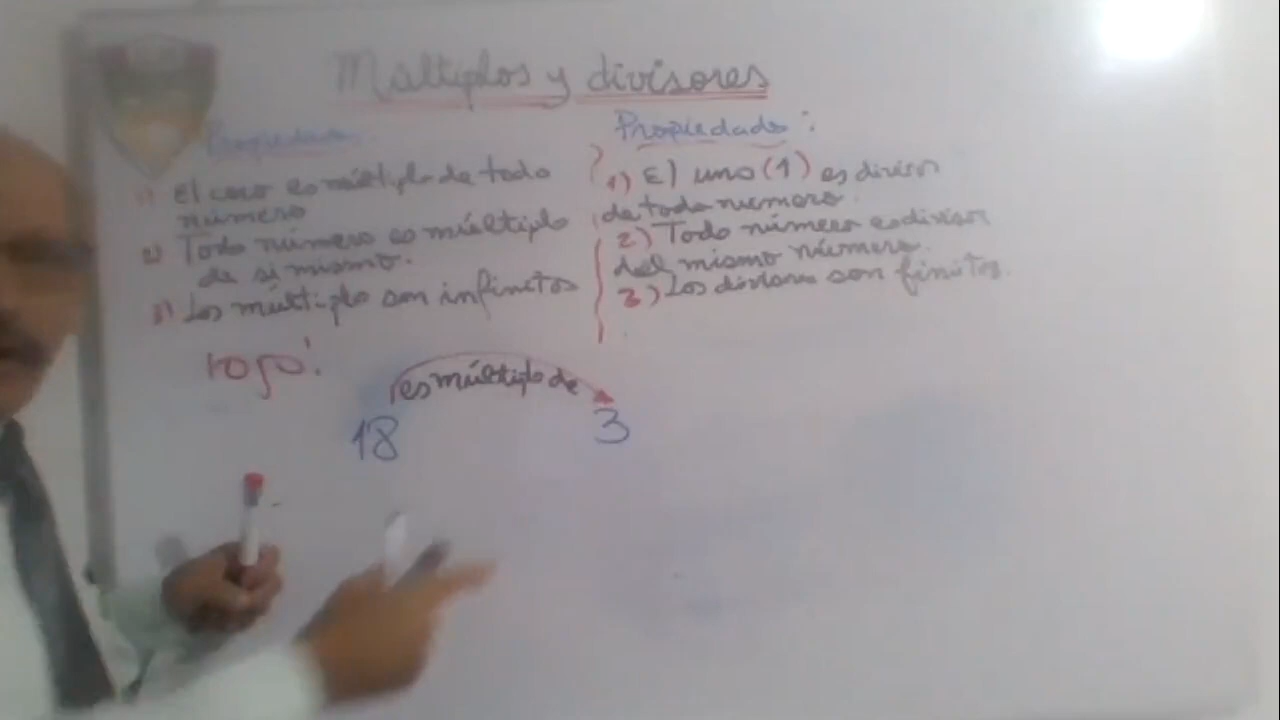 Múltiplos y divisores
Propiedades
1) el cero es múltiplo de todo
número
2) Todo número es múltiplo
de si mismo.
3) Los múltiplo son infinitos
Propiedades:
1) El uno (1) es divisor
de todo numero.
2) Todo número es divisor
del mismo número.
3) Los divisores son finitos.
es múltiplo de
18 3